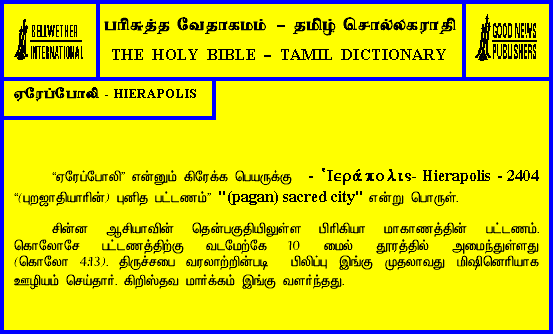 BELLWETHER
INTERNATIONAL
பரிசுத்த வேதாகமம் – தமிழ் சொல்லகராதி
THE HOLY BIBLE – TAMIL DICTIONARY
GOOD NEWS
PUBLISHERS
ஏரேப்போலி - HIERAPOLIS
“ஏரேப்போலி” என்னும் கிரேக்க பெயருக்கு - Ἱεράπολις- Hierapolis - 2404
“(புறஜாதியாரின்) புனித பட்டணம்” "(pagan) sacred city" என்று பொருள்.
சின்ன ஆசியாவின் தென்பகுதியிலுள்ள பிரிகியா மாகாணத்தின் பட்டணம்.
கொலோசே பட்டணத்திற்கு வடமேற்கே 10 மைல் தூரத்தில் அமைந்துள்ளது
(கொலோ 4:13). திருச்சபை வரலாற்றின்படி பிலிப்பு இங்கு முதலாவது மிஷினெரியாக
ஊழியம் செய்தார். கிறிஸ்தவ மார்க்கம் இங்கு வளர்ந்தது.